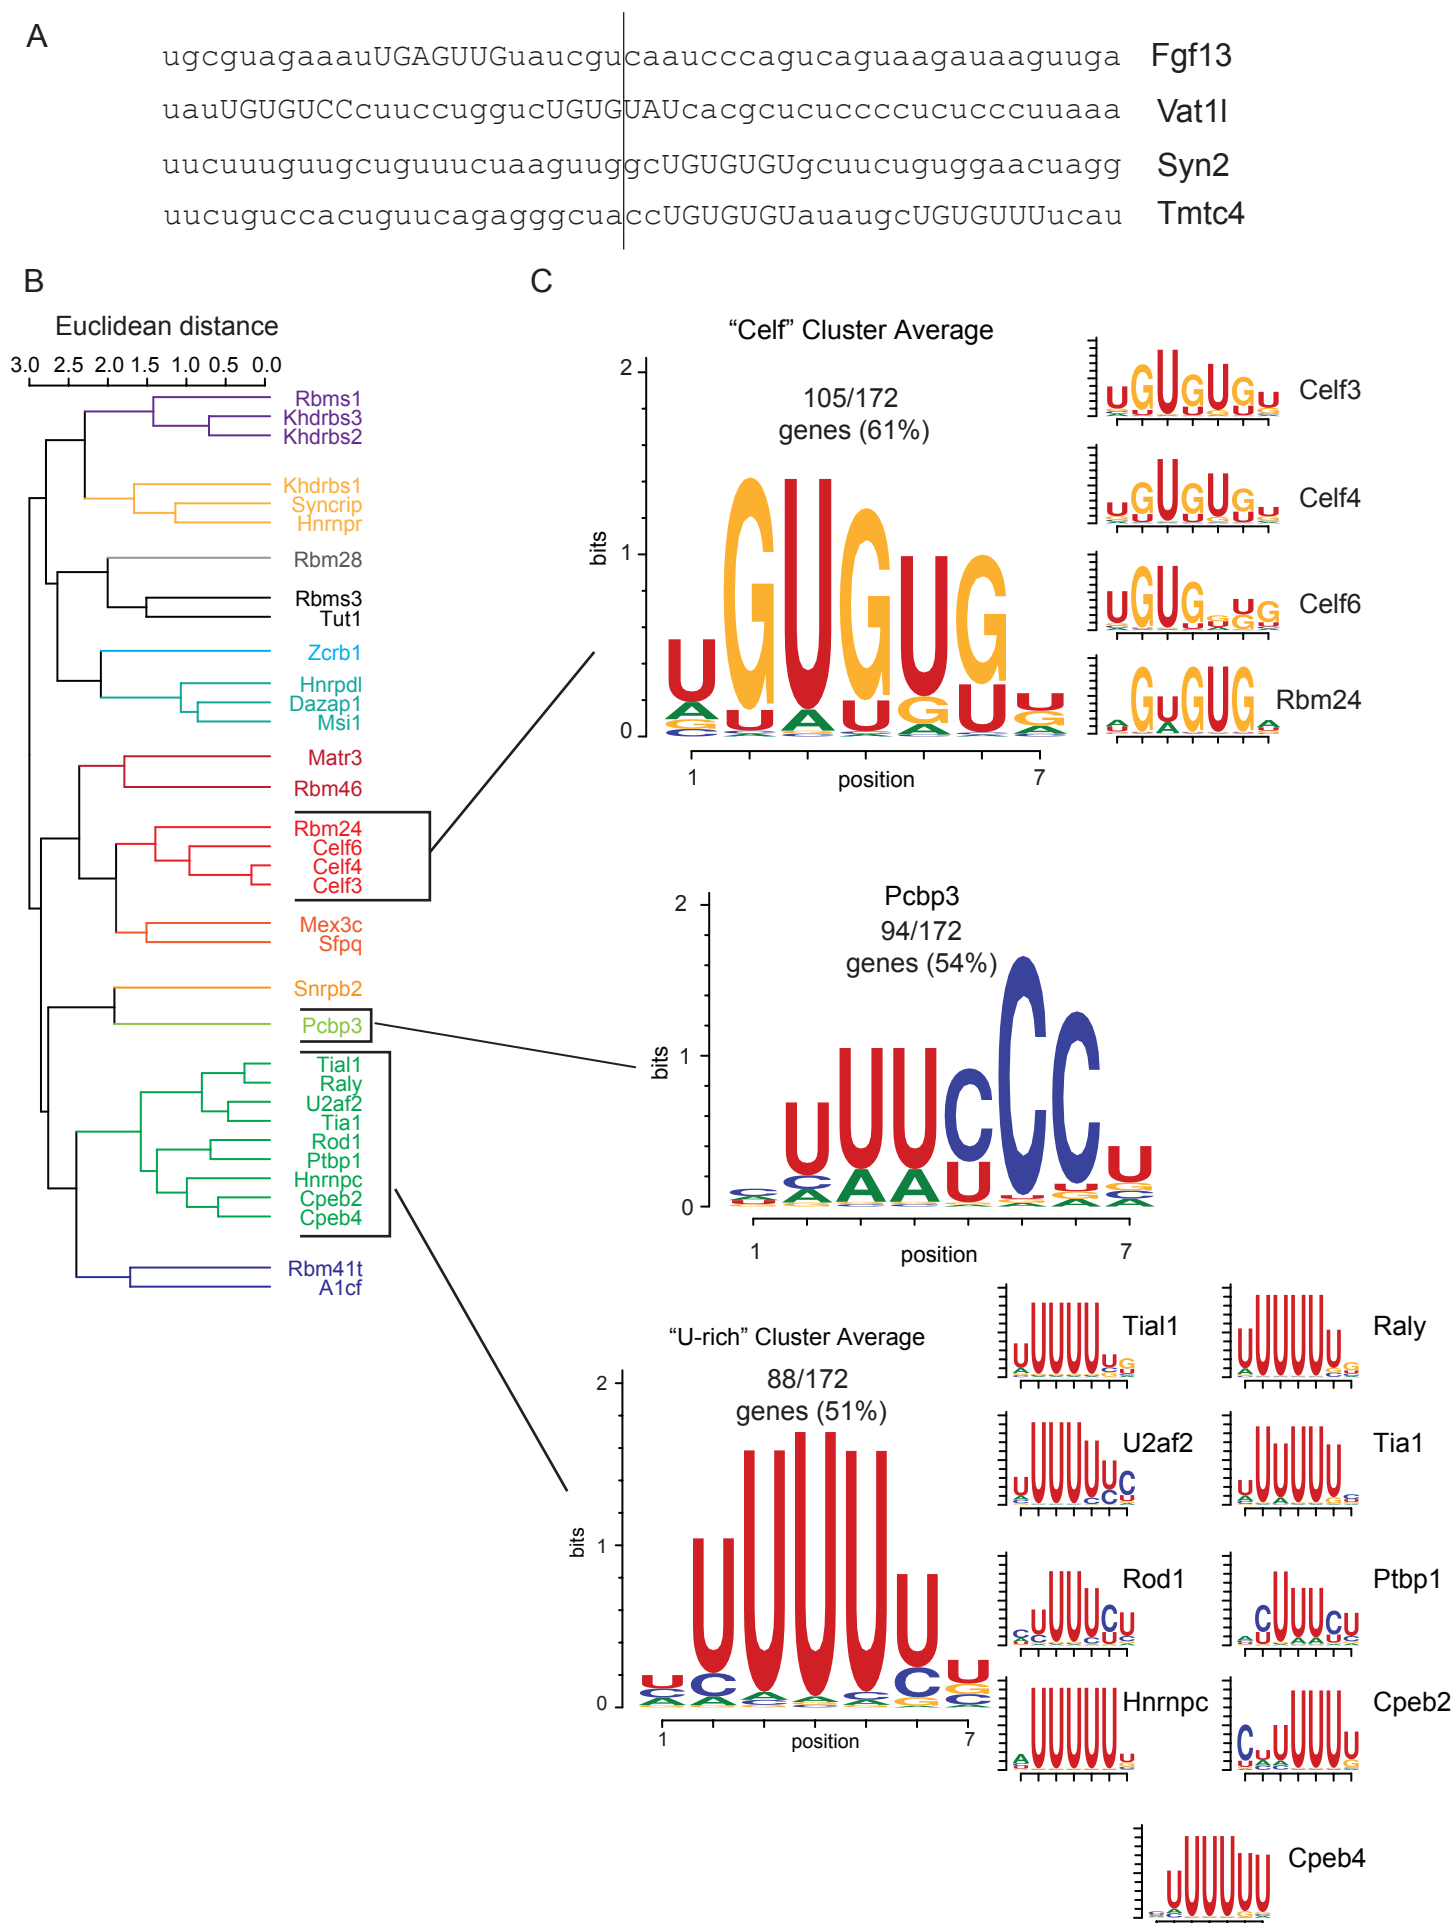 A
ugcguagaaauUGAGUUGuaucgucaaucccagucaguaagauaaguuga Fgf13
uauUGUGUCCcuuccuggucUGUGUAUcacgcucuccccucucccuuaaa Vat1l
uucuuuguugcuguuucuaaguuggcUGUGUGUgcuucuguggaacuagg Syn2
uucuguccacuguucagagggcuaccUGUGUGUauaugcUGUGUUUucau Tmtc4
B
Euclidean distance
3.0 2.5 2.0 1.5 1.0 0.5 0.0
Rbms1
Khdrbs3
Khdrbs2
Khdrbs1
Syncrip
Hnrnpr
Rbm28
Rbms3
Tut1
Zcrb1
Hnrpdl
Dazap1
Msi1
Matr3
Rbm46
Rbm24
Celf6
Celf4
Celf3
Mex3c
Sfpq
Snrpb2
Pcbp3
Tial1
Raly
U2af2
Tia1
Rod1
Ptbp1
Hnrnpc
Cpeb2
Cpeb4
Rbm41t
A1cf
C
“Celf” Cluster Average
105/172
genes (61%)
2
1
0
bits
1 position 7
Celf3
Celf4
Celf6
Rbm24
Pcbp3
94/172
genes (54%)
2
1
0
bits
1 position 7
“U-rich” Cluster Average
88/172
genes (51%)
2
1
0
bits
1 position 7
Tial1
Raly
U2af2
Tia1
Rod1
Ptbp1
Hnrnpc
Cpeb2
Cpeb4